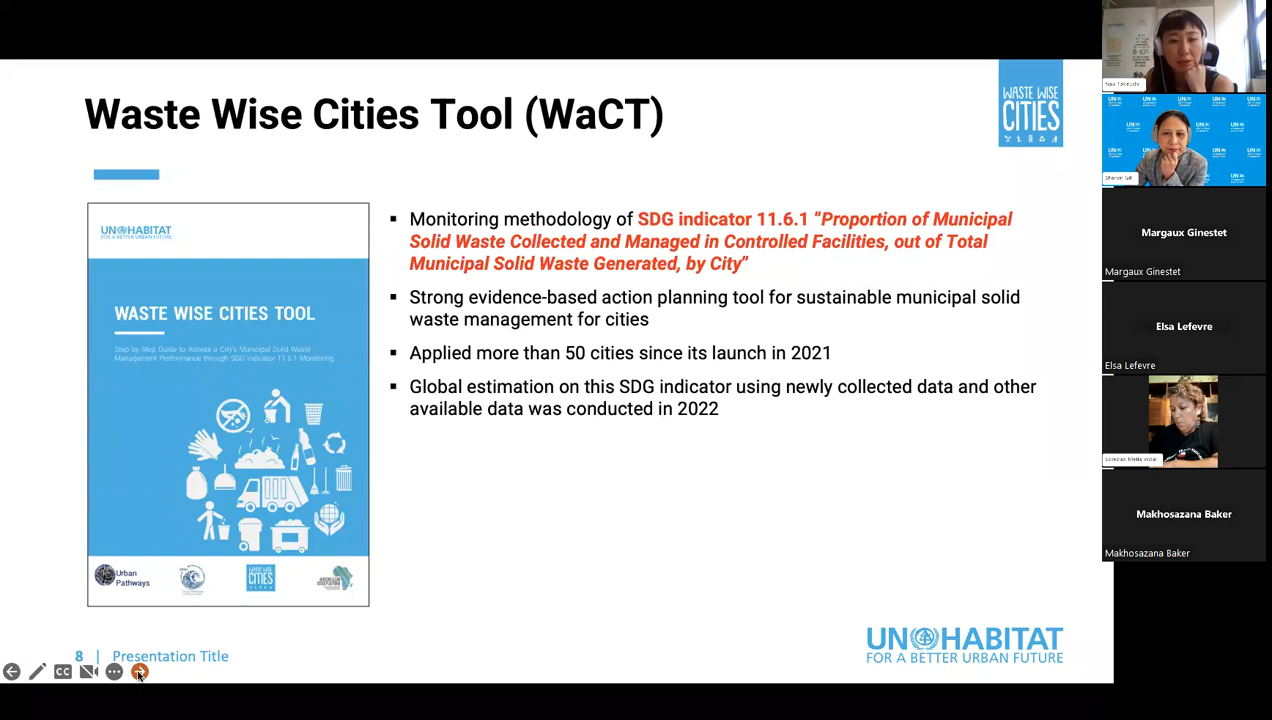 Waste Wise Cities Tool (WaCT)
WASTE WISE
CITIES
UN HABITAT
FOR A BETTER URBAN FUTURE
WASTE WISE CITIES TOOL
Step by Step Guide to Assess a City's Municipal Solid Waste
Management Performance through SDG indicator 11.6.1 Monitoring
Urban
Pathways
WASTE WISE
CITIES
▪ Monitoring methodology of SDG indicator 11.6.1 “Proportion of Municipal
Solid Waste Collected and Managed in Controlled Facilities, out of Total
Municipal Solid Waste Generated, by City”
▪ Strong evidence-based action planning tool for sustainable municipal solid
waste management for cities
▪ Applied more than 50 cities since its launch in 2021
▪ Global estimation on this SDG indicator using newly collected data and other
available data was conducted in 2022
8 | Presentation Title
UN HABITAT
FOR A BETTER URBAN FUTURE
CC
Nao Takeuchi
Sharon Gil
Margaux Ginestet
Margaux Ginestet
Elsa Lefevre
Elsa Lefevre
Soledad Mella Vidal
Makhosazana Baker
Makhosazana Baker